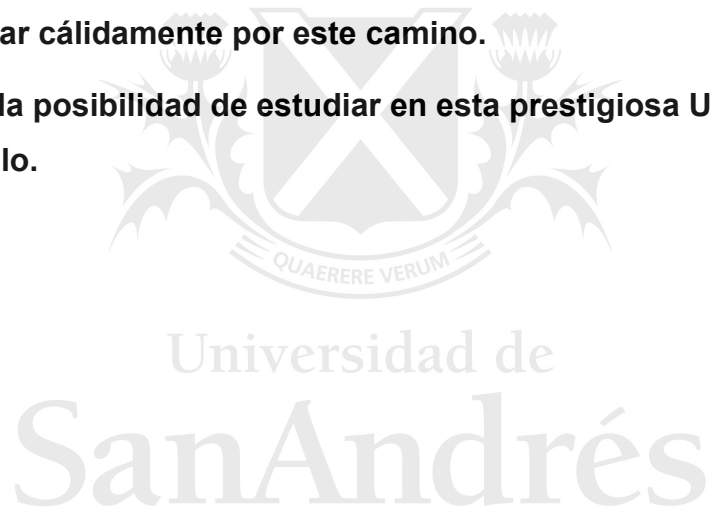 ar cálidamente por este camino.
la posibilidad de estudiar en esta prestigiosa U
lo.
QUAERERE VERUM
Universidad de
SanAndrés